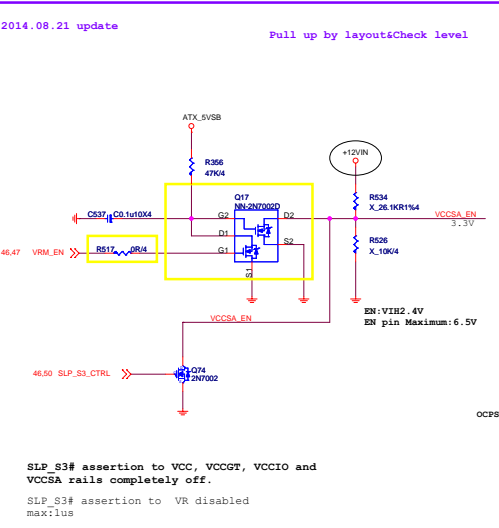 2014.08.21 update
Pull up by layout&Check level
ATX_5VSB
+12VIN
R356
47K/4
Q17
NN-2N7002D
C537 C0.1u10X4
G2
D2
R534
X_26.1KR1%4
VCCSA_EN
3.3V
D1
S2
R526
X_10K/4
46,47 VRM_EN
R517 0R/4
G1
S1
EN:VIH2.4V
EN pin Maximum:6.5V
VCCSA_EN
46,50 SLP_S3_CTRL
Q74
2N7002
OCPS
SLP_S3# assertion to VCC, VCCGT, VCCIO and
VCCSA rails completely off.
SLP_S3# assertion to VR disabled
max:1us